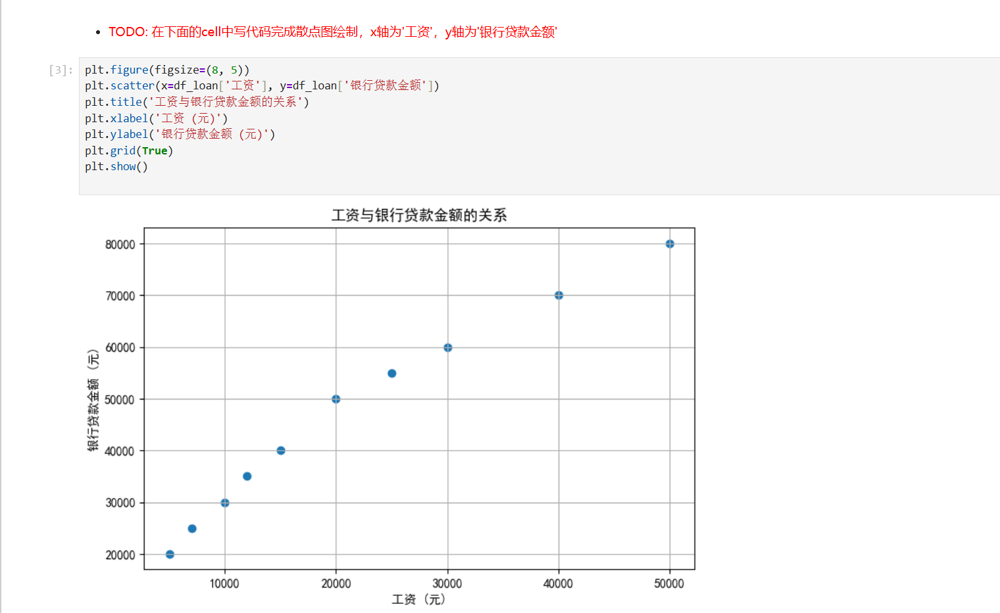 • TODO: 在下面的cell中写代码完成散点图绘制，x轴为'工资'，y轴为'银行贷款金额'
[3]:
plt.figure(figsize=(8, 5))
plt.scatter(x=df_loan['工资'], y=df_loan['银行贷款金额'])
plt.title('工资与银行贷款金额的关系')
plt.xlabel('工资 (元)')
plt.ylabel('银行贷款金额 (元)')
plt.grid(True)
plt.show()
工资与银行贷款金额的关系
银行贷款金额 (元)
80000
70000
60000
50000
40000
30000
20000
10000 20000 30000 40000 50000
工资 (元)